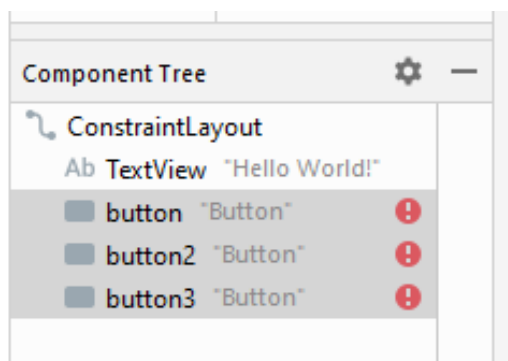 Component Tree
ConstraintLayout
Ab TextView "Hello World!"
button "Button"
button2 "Button"
button3 "Button"